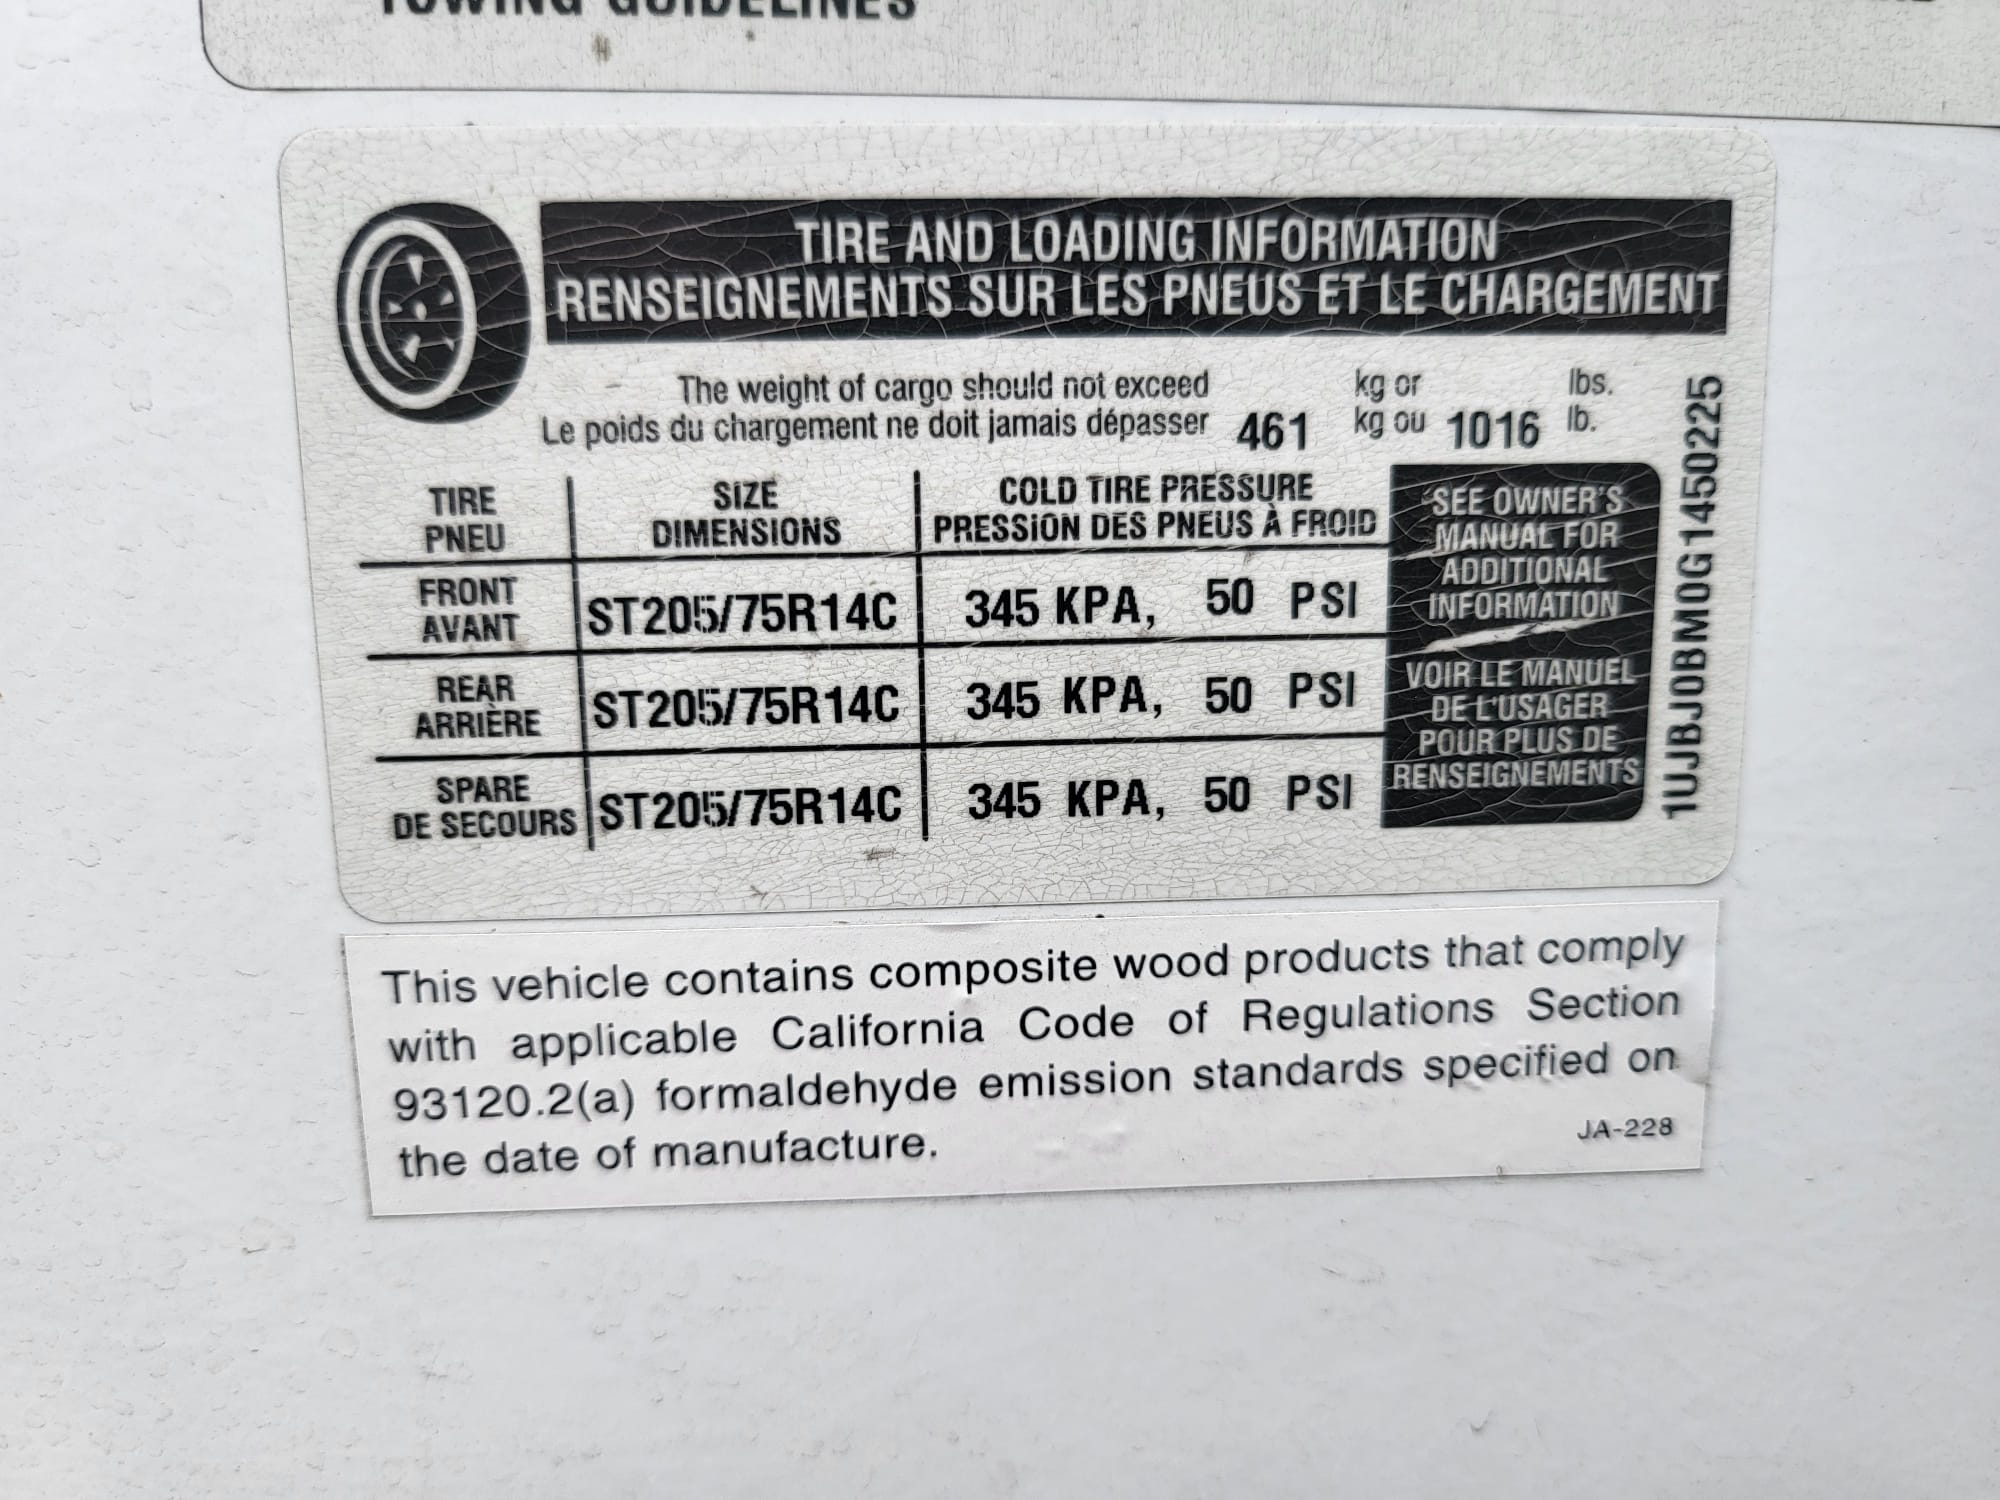 TOWING GUIDELINES
TIRE AND LOADING INFORMATION
RENSEIGNEMENTS SUR LES PNEUS ET LE CHARGEMENT
The weight of cargo should not exceed kg or lbs.
Le poids du chargement ne doit jamais dépasser 461 kg ou 1016 lb.
TIRE SIZE COLD TIRE PRESSURE
PNEU DIMENSIONS PRESSION DES PNEUS À FROID
FRONT
AVANT ST205/75R14C 345 KPA, 50 PSI
REAR
ARRIÈRE ST205/75R14C 345 KPA, 50 PSI
SPARE
DE SECOURS ST205/75R14C 345 KPA, 50 PSI
SEE OWNER'S
MANUAL FOR
ADDITIONAL
INFORMATION
VOIR LE MANUEL
DE L'USAGER
POUR PLUS DE
RENSEIGNEMENTS
1UJBJ0BM0G1450225
This vehicle contains composite wood products that comply
with applicable California Code of Regulations Section
93120.2(a) formaldehyde emission standards specified on
the date of manufacture.
JA-228